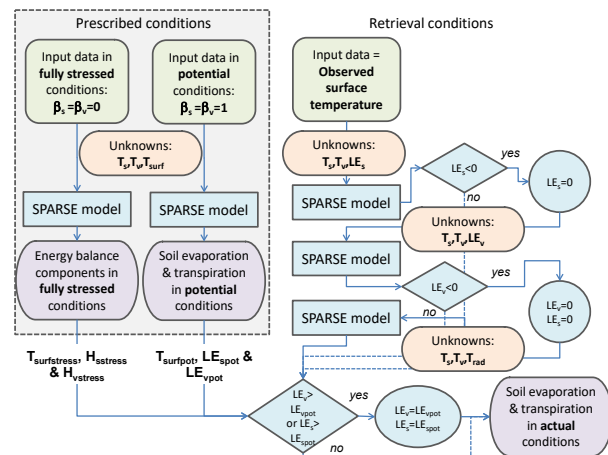 Prescribed conditions
Retrieval conditions
Input data in
fully stressed
conditions:
βs =βv=0
Input data in
potential
conditions:
βs =βv=1
Input data =
Observed
surface
temperature
Unknowns:
Ts,Tv,Tsurf
Unknowns:
Ts,Tv,LEs
LEs<0
yes
LEs=0
no
SPARSE model
SPARSE model
SPARSE model
Unknowns:
Ts,Tv,LEv
Energy balance
components in
fully stressed
conditions
Soil evaporation
& transpiration
in potential
conditions
SPARSE model
LEv<0
yes
LEv=0
LEs=0
no
SPARSE model
Unknowns:
Ts,Tv,Trad
Tsurfstress, Hsstress
& Hvstress
Tsurfpot, LEspot &
LEvpot
LEv>
LEvpot
or LEs>
LEspot
yes
LEv=LEvpot
LEs=LEspot
Soil evaporation
& transpiration
in actual
conditions
no